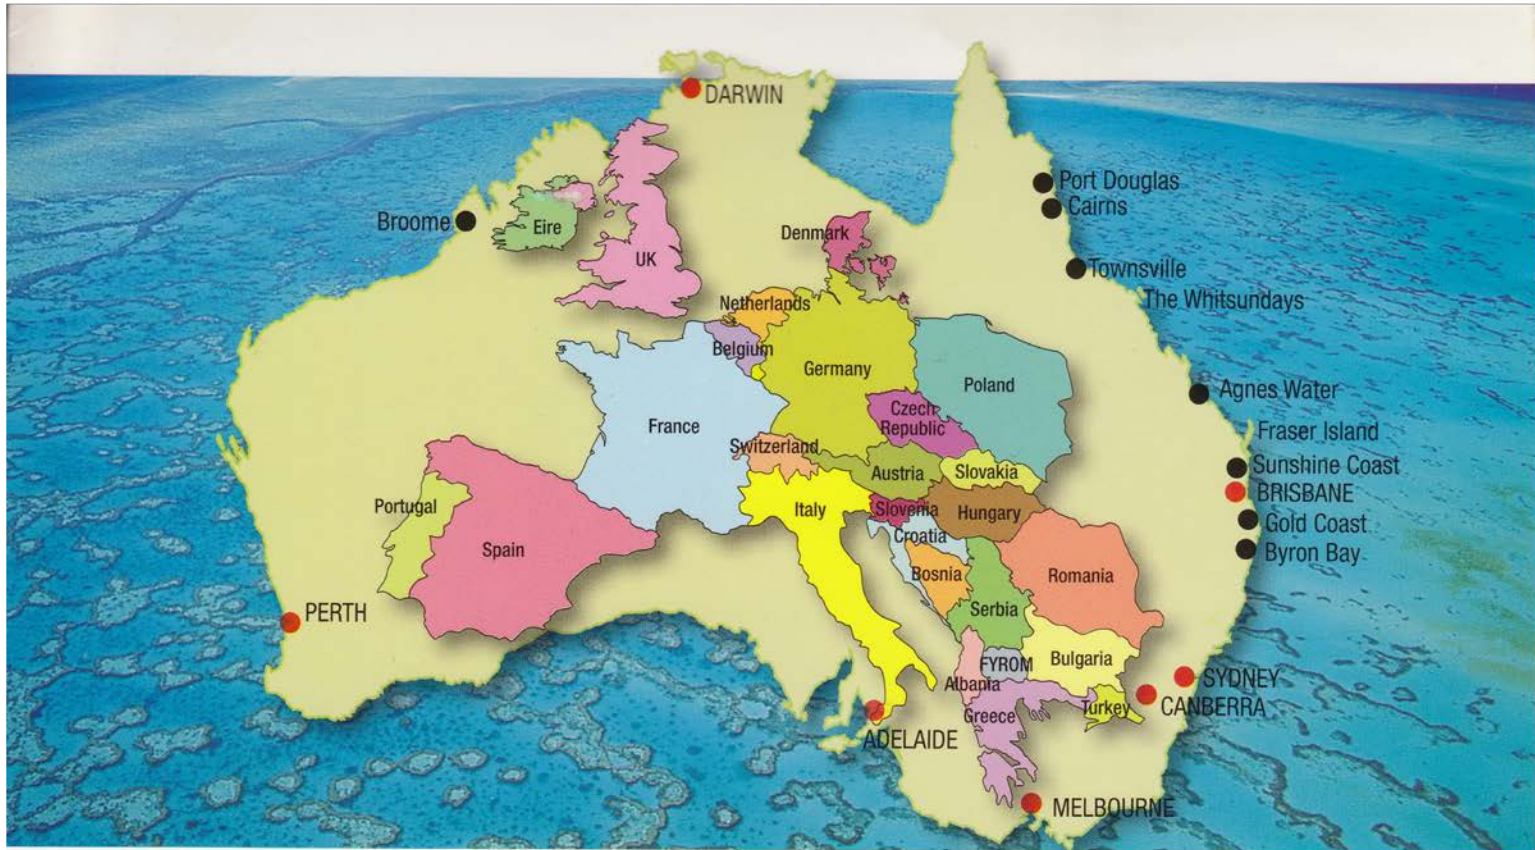 DARWIN
Port Douglas
Cairns
Broome
Eire
UK
Denmark
Townsville
The Whitsundays
Netherlands
Belgium
Germany
Poland
Agnes Water
France
Czech
Republic
Fraser Island
Switzerland
Austria
Slovakia
Sunshine Coast
BRISBANE
Portugal
Italy
Slovenia
Hungary
Gold Coast
Croatia
Spain
Byron Bay
Bosnia
Romania
PERTH
Serbia
FYROM
Bulgaria
SYDNEY
Albania
CANBERRA
Greece
Turkey
ADELAIDE
MELBOURNE